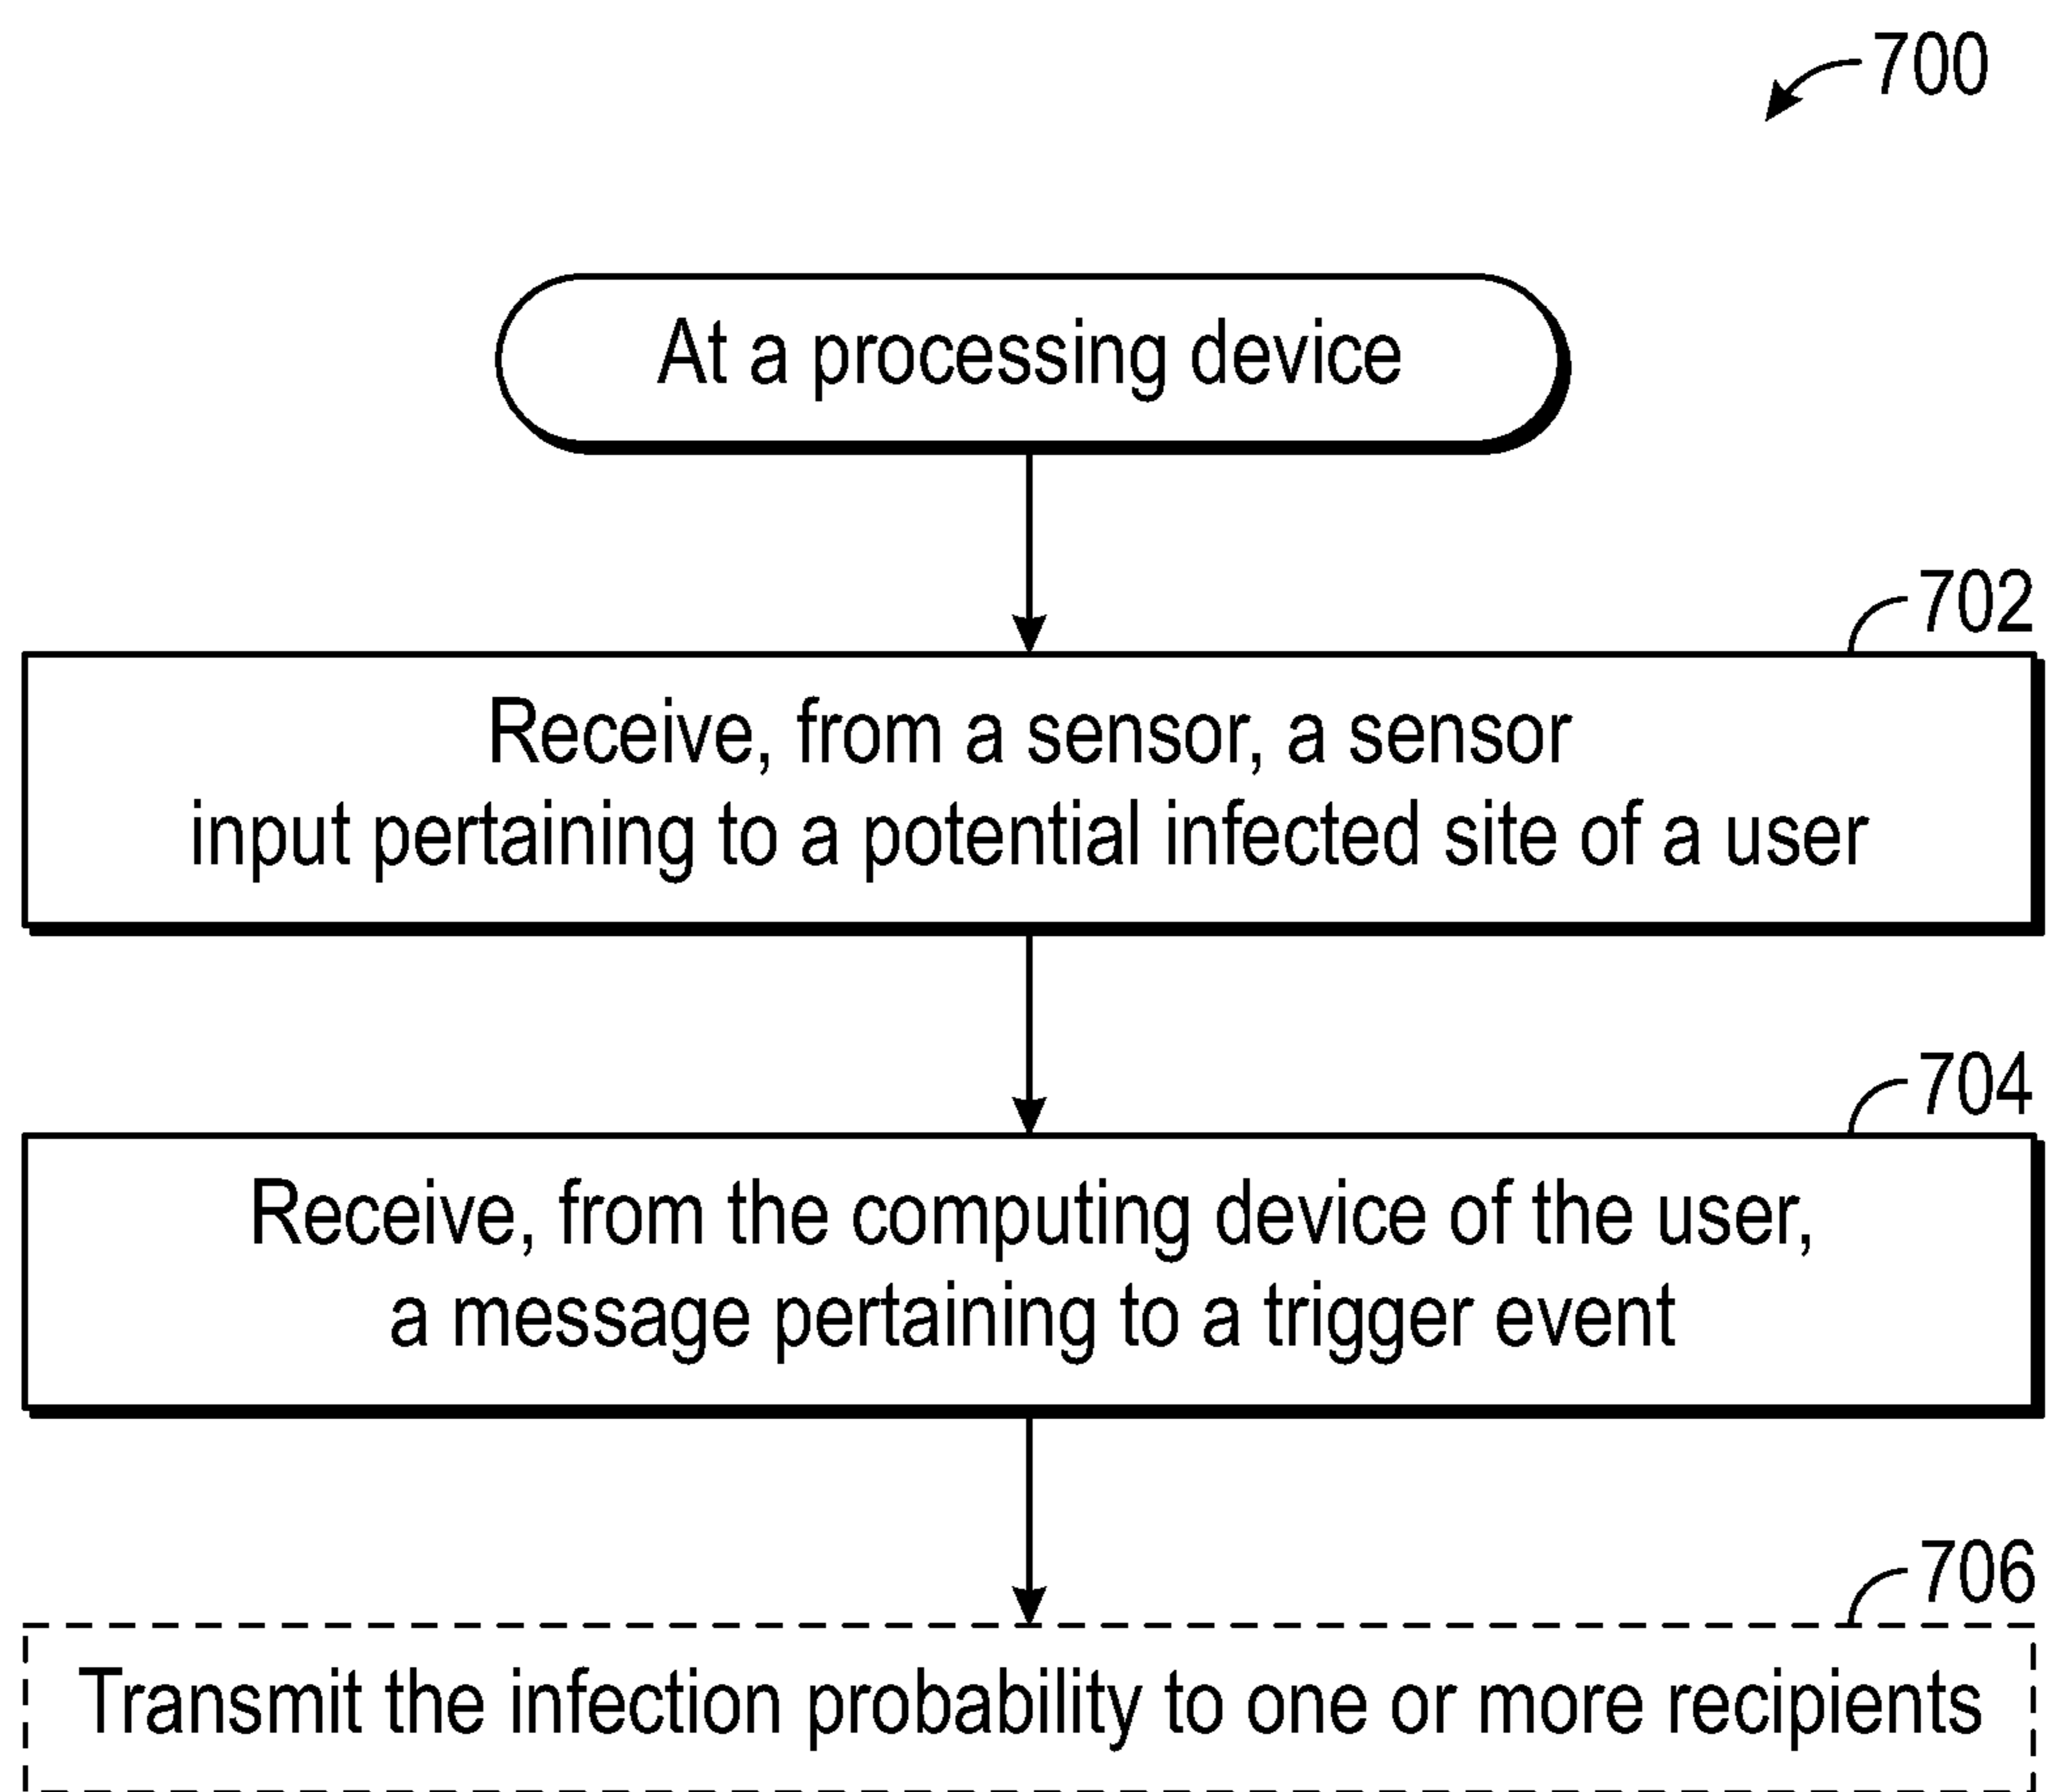 700
At a processing device
702
Receive, from a sensor, a sensor
input pertaining to a potential infected site of a user
704
Receive, from the computing device of the user,
a message pertaining to a trigger event
706
Transmit the infection probability to one or more recipients